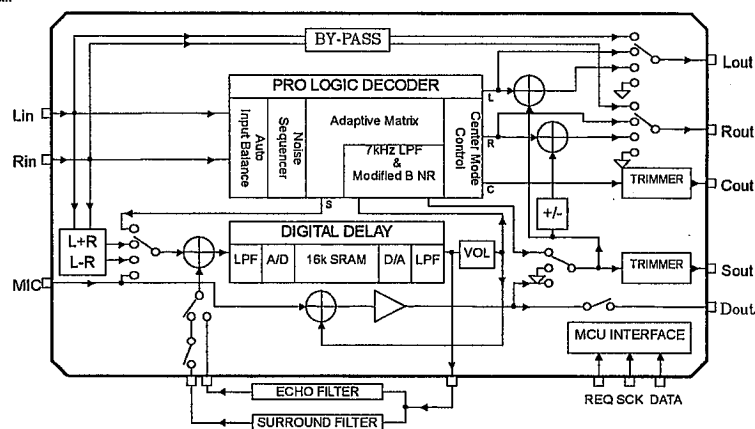 BY-PASS
Lout
PRO LOGIC DECODER
L
Lin
Auto
Input Balance
Noise
Sequencer
Adaptive Matrix
Center Mode
Control
Rout
7kHz LPF
&
Modified B NR
R
Rin
C
TRIMMER
Cout
S
+/-
L+R
L-R
DIGITAL DELAY
LPF
A/D
16k SRAM
D/A
LPF
VOL
TRIMMER
Sout
MIC
Dout
MCU INTERFACE
ECHO FILTER
REQ SCK DATA
SURROUND FILTER